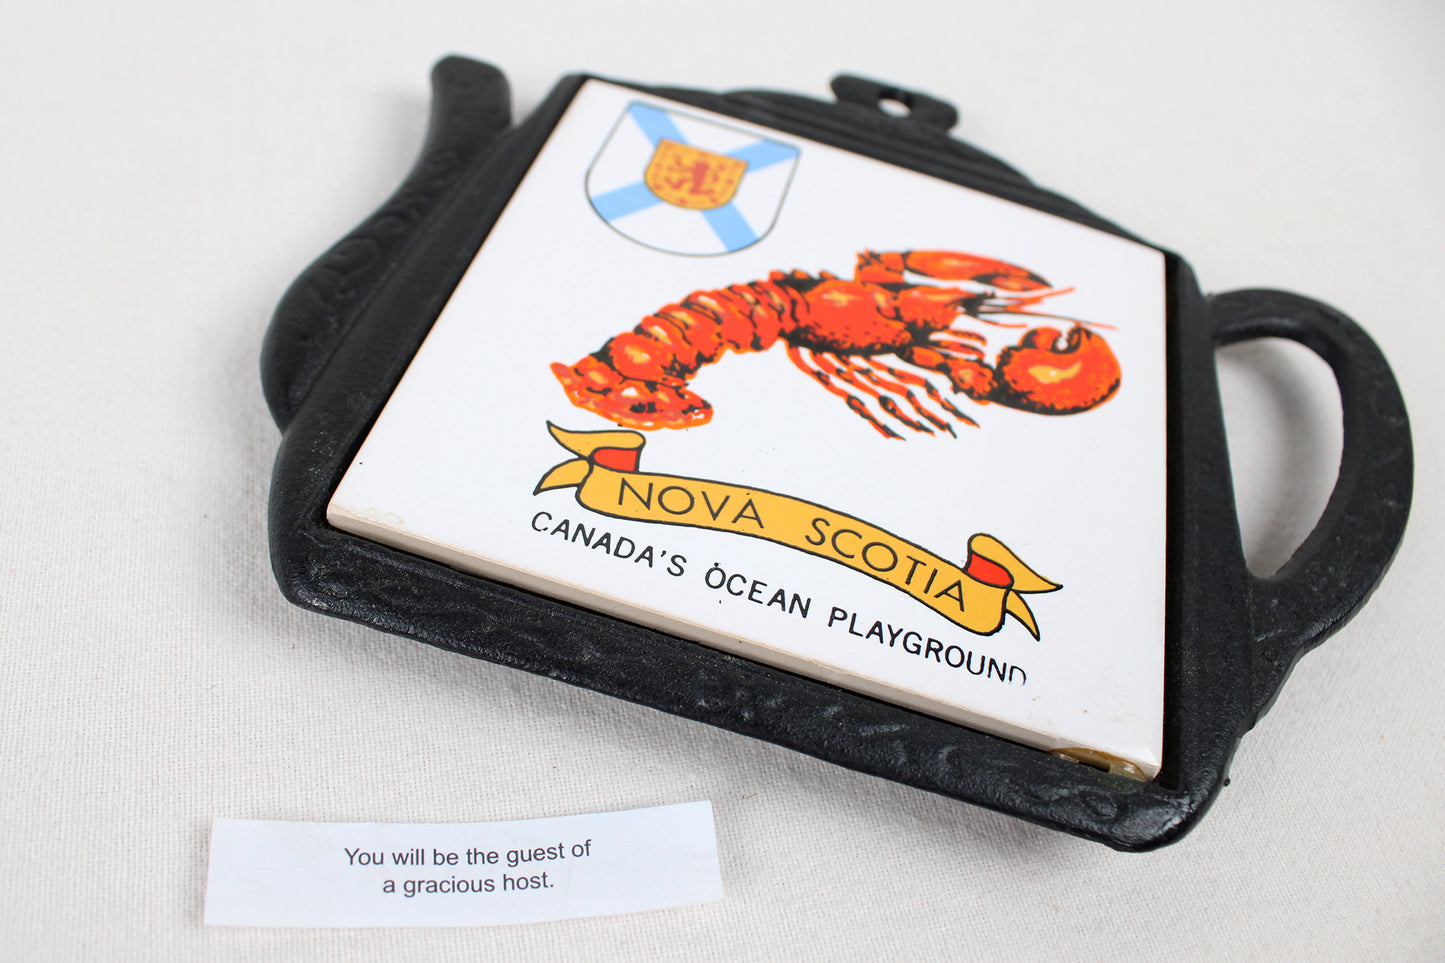 NOVA SCOTIA
CANADA'S OCEAN PLAYGROUND
You will be the guest of
a gracious host.